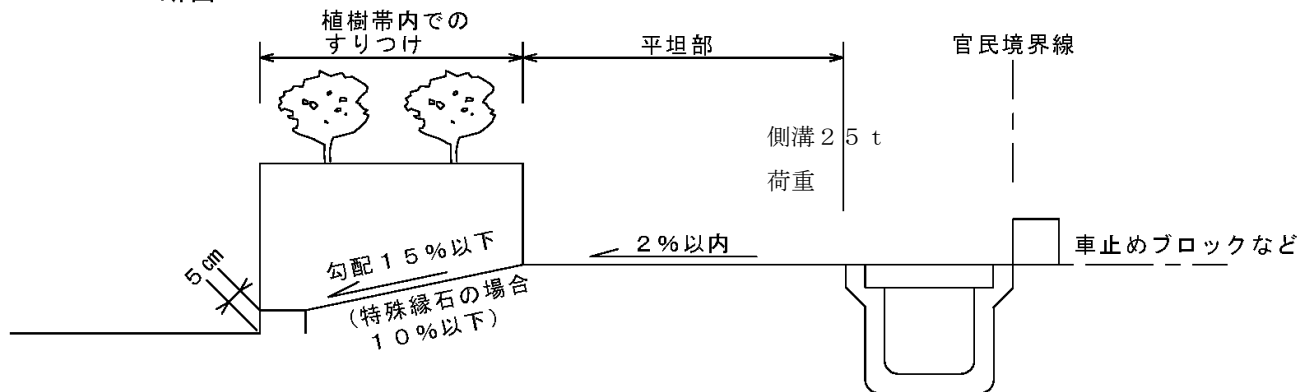 植樹帯内での
すりつけ
平坦部
官民境界線
側溝25t
荷重
2%以内
車止めブロックなど
勾配15%以下
(特殊縁石の場合
10%以下)
5cm